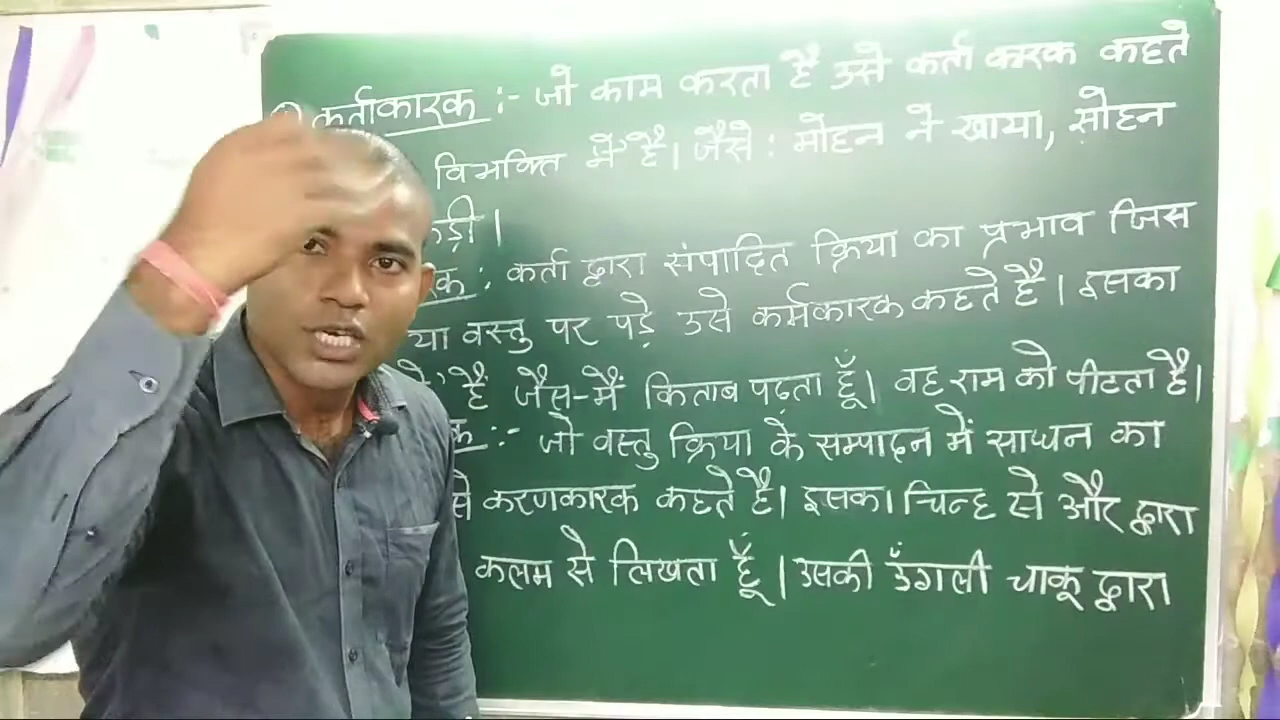 कर्ताकारक :- जो काम करता है उसे कर्ता कारक कहते
विभक्ति में है। जैसे : मोहन ने खाया, सोहन
कर्ता द्वारा संपादित क्रिया का प्रभाव जिस
या वस्तु पर पड़े उसे कर्मकारक कहते है। इसका
है जैस-मैं किताब पढ़ता हूँ। वह राम को पीटता है।
:- जो वस्तु क्रिया के सम्पादन में साधन का
से करणकारक कहते है। इसका चिन्ह से और द्वारा
कलम से लिखता हूँ। उसकी उँगली चाकू द्वारा